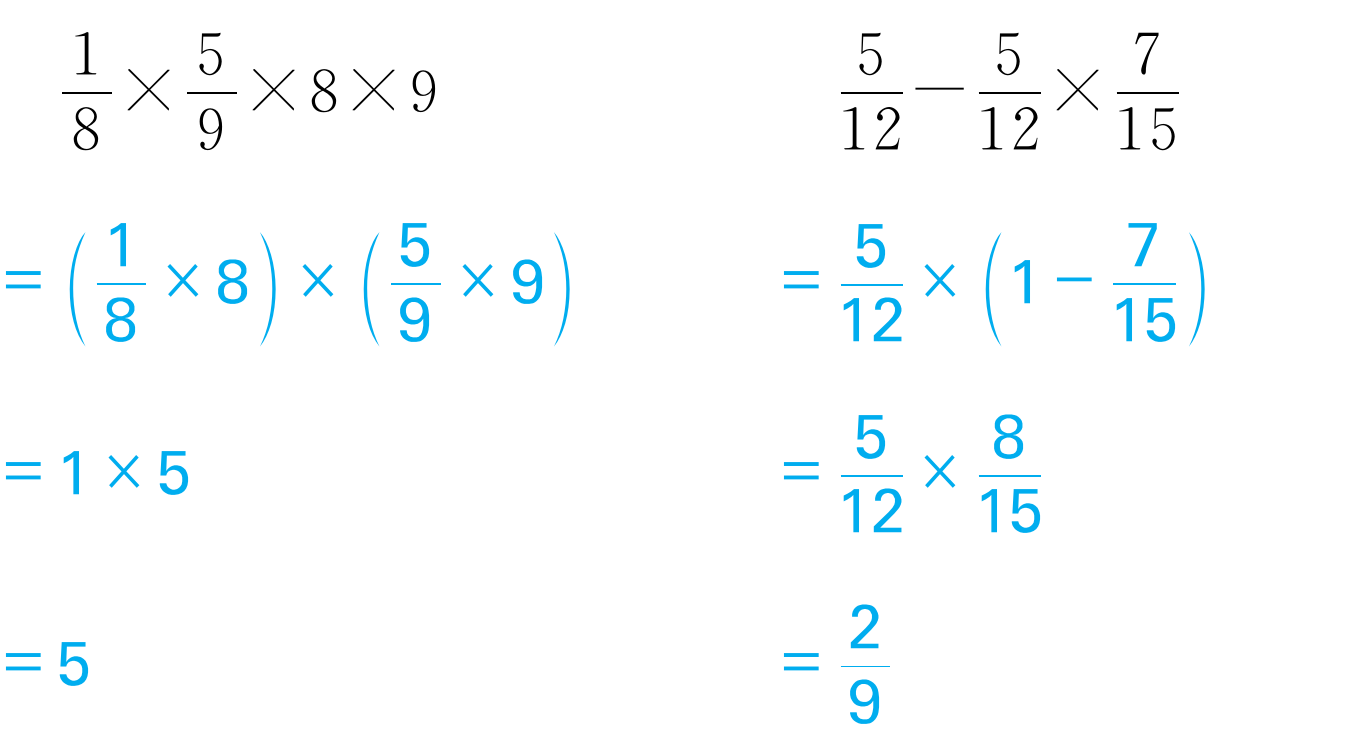 1/8 × 5/9 × 8 × 9
= (1/8 × 8) × (5/9 × 9)
= 1 × 5
= 5
5/12 − 5/12 × 7/15
= 5/12 × (1 − 7/15)
= 5/12 × 8/15
= 2/9